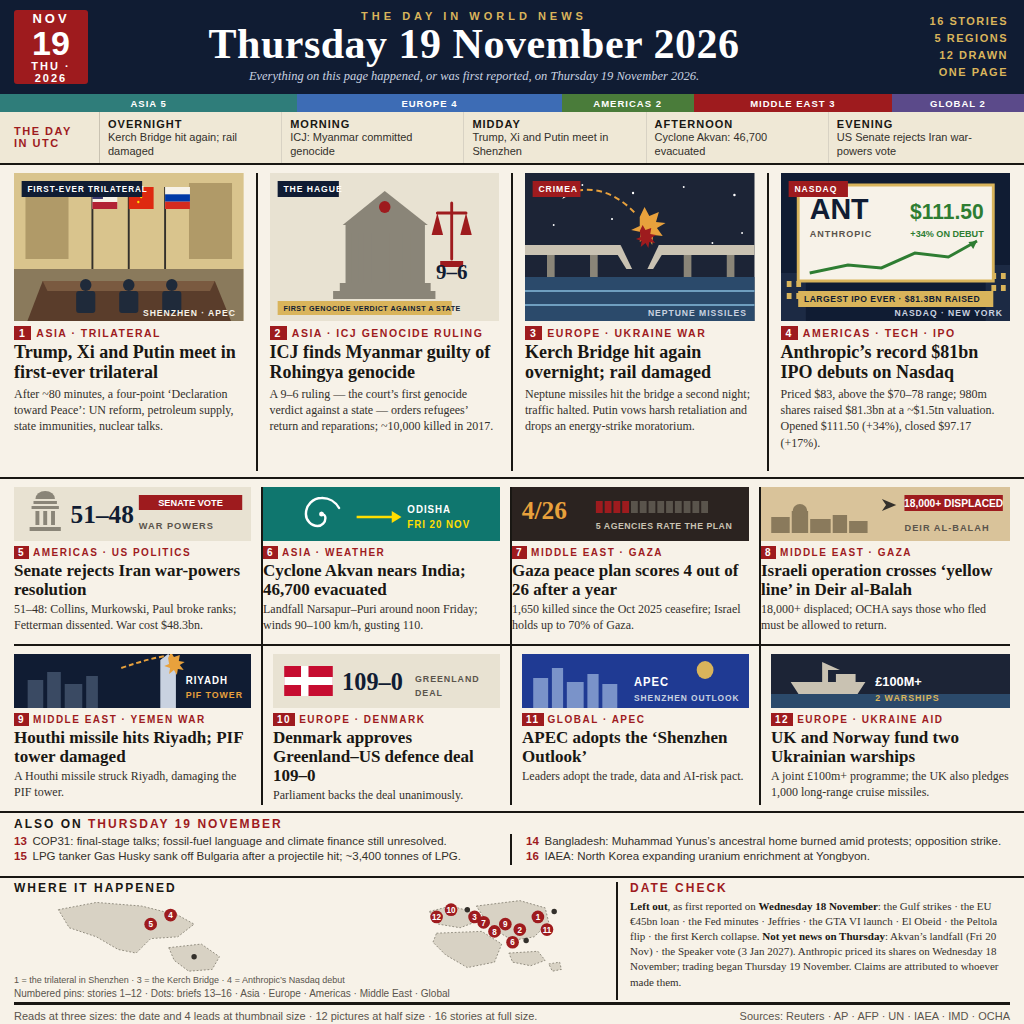 NOV
19
THU ·
2026
THE DAY IN WORLD NEWS
Thursday 19 November 2026
Everything on this page happened, or was first reported, on Thursday 19 November 2026.
16 STORIES
5 REGIONS
12 DRAWN
ONE PAGE
ASIA 5
EUROPE 4
AMERICAS 2
MIDDLE EAST 3
GLOBAL 2
THE DAY
IN UTC
OVERNIGHT
Kerch Bridge hit again; rail
damaged
MORNING
ICJ: Myanmar committed
genocide
MIDDAY
Trump, Xi and Putin meet in
Shenzhen
AFTERNOON
Cyclone Akvan: 46,700
evacuated
EVENING
US Senate rejects Iran war-
powers vote
FIRST-EVER TRILATERAL
SHENZHEN · APEC
1 ASIA · TRILATERAL
Trump, Xi and Putin meet in
first-ever trilateral
After ~80 minutes, a four-point ‘Declaration
toward Peace’: UN reform, petroleum supply,
state immunities, nuclear talks.
THE HAGUE
9–6
FIRST GENOCIDE VERDICT AGAINST A STATE
2 ASIA · ICJ GENOCIDE RULING
ICJ finds Myanmar guilty of
Rohingya genocide
A 9–6 ruling — the court’s first genocide
verdict against a state — orders refugees’
return and reparations; ~10,000 killed in 2017.
CRIMEA
NEPTUNE MISSILES
3 EUROPE · UKRAINE WAR
Kerch Bridge hit again
overnight; rail damaged
Neptune missiles hit the bridge a second night;
traffic halted. Putin vows harsh retaliation and
drops an energy-strike moratorium.
NASDAQ
ANT
ANTHROPIC
$111.50
+34% ON DEBUT
LARGEST IPO EVER · $81.3BN RAISED
NASDAQ · NEW YORK
4 AMERICAS · TECH · IPO
Anthropic’s record $81bn
IPO debuts on Nasdaq
Priced $83, above the $70–78 range; 980m
shares raised $81.3bn at a ~$1.5tn valuation.
Opened $111.50 (+34%), closed $97.17
(+17%).
51–48
SENATE VOTE
WAR POWERS
5 AMERICAS · US POLITICS
Senate rejects Iran war-powers
resolution
51–48: Collins, Murkowski, Paul broke ranks;
Fetterman dissented. War cost $48.3bn.
ODISHA
FRI 20 NOV
6 ASIA · WEATHER
Cyclone Akvan nears India;
46,700 evacuated
Landfall Narsapur–Puri around noon Friday;
winds 90–100 km/h, gusting 110.
4/26
5 AGENCIES RATE THE PLAN
7 MIDDLE EAST · GAZA
Gaza peace plan scores 4 out of
26 after a year
1,650 killed since the Oct 2025 ceasefire; Israel
holds up to 70% of Gaza.
18,000+ DISPLACED
DEIR AL-BALAH
8 MIDDLE EAST · GAZA
Israeli operation crosses ‘yellow
line’ in Deir al-Balah
18,000+ displaced; OCHA says those who fled
must be allowed to return.
RIYADH
PIF TOWER
9 MIDDLE EAST · YEMEN WAR
Houthi missile hits Riyadh; PIF
tower damaged
A Houthi missile struck Riyadh, damaging the
PIF tower.
109–0
GREENLAND
DEAL
10 EUROPE · DENMARK
Denmark approves
Greenland–US defence deal
109–0
Parliament backs the deal unanimously.
APEC
SHENZHEN OUTLOOK
11 GLOBAL · APEC
APEC adopts the ‘Shenzhen
Outlook’
Leaders adopt the trade, data and AI-risk pact.
£100M+
2 WARSHIPS
12 EUROPE · UKRAINE AID
UK and Norway fund two
Ukrainian warships
A joint £100m+ programme; the UK also pledges
1,000 long-range cruise missiles.
ALSO ON THURSDAY 19 NOVEMBER
13 COP31: final-stage talks; fossil-fuel language and climate finance still unresolved.
14 Bangladesh: Muhammad Yunus’s ancestral home burned amid protests, opposition strike.
15 LPG tanker Gas Husky sank off Bulgaria after a projectile hit; ~3,400 tonnes of LPG.
16 IAEA: North Korea expanding uranium enrichment at Yongbyon.
WHERE IT HAPPENED
5
4
12
10
3
7
8
9
2
6
1
11
1 = the trilateral in Shenzhen · 3 = the Kerch Bridge · 4 = Anthropic’s Nasdaq debut
Numbered pins: stories 1–12 · Dots: briefs 13–16 · Asia · Europe · Americas · Middle East · Global
DATE CHECK
Left out, as first reported on Wednesday 18 November: the Gulf strikes · the EU
€45bn loan · the Fed minutes · Jeffries · the GTA VI launch · El Obeid · the Peltola
flip · the first Kerch collapse. Not yet news on Thursday: Akvan’s landfall (Fri 20
Nov) · the Speaker vote (3 Jan 2027). Anthropic priced its shares on Wednesday 18
November; trading began Thursday 19 November. Claims are attributed to whoever
made them.
Reads at three sizes: the date and 4 leads at thumbnail size · 12 pictures at half size · 16 stories at full size.
Sources: Reuters · AP · AFP · UN · IAEA · IMD · OCHA